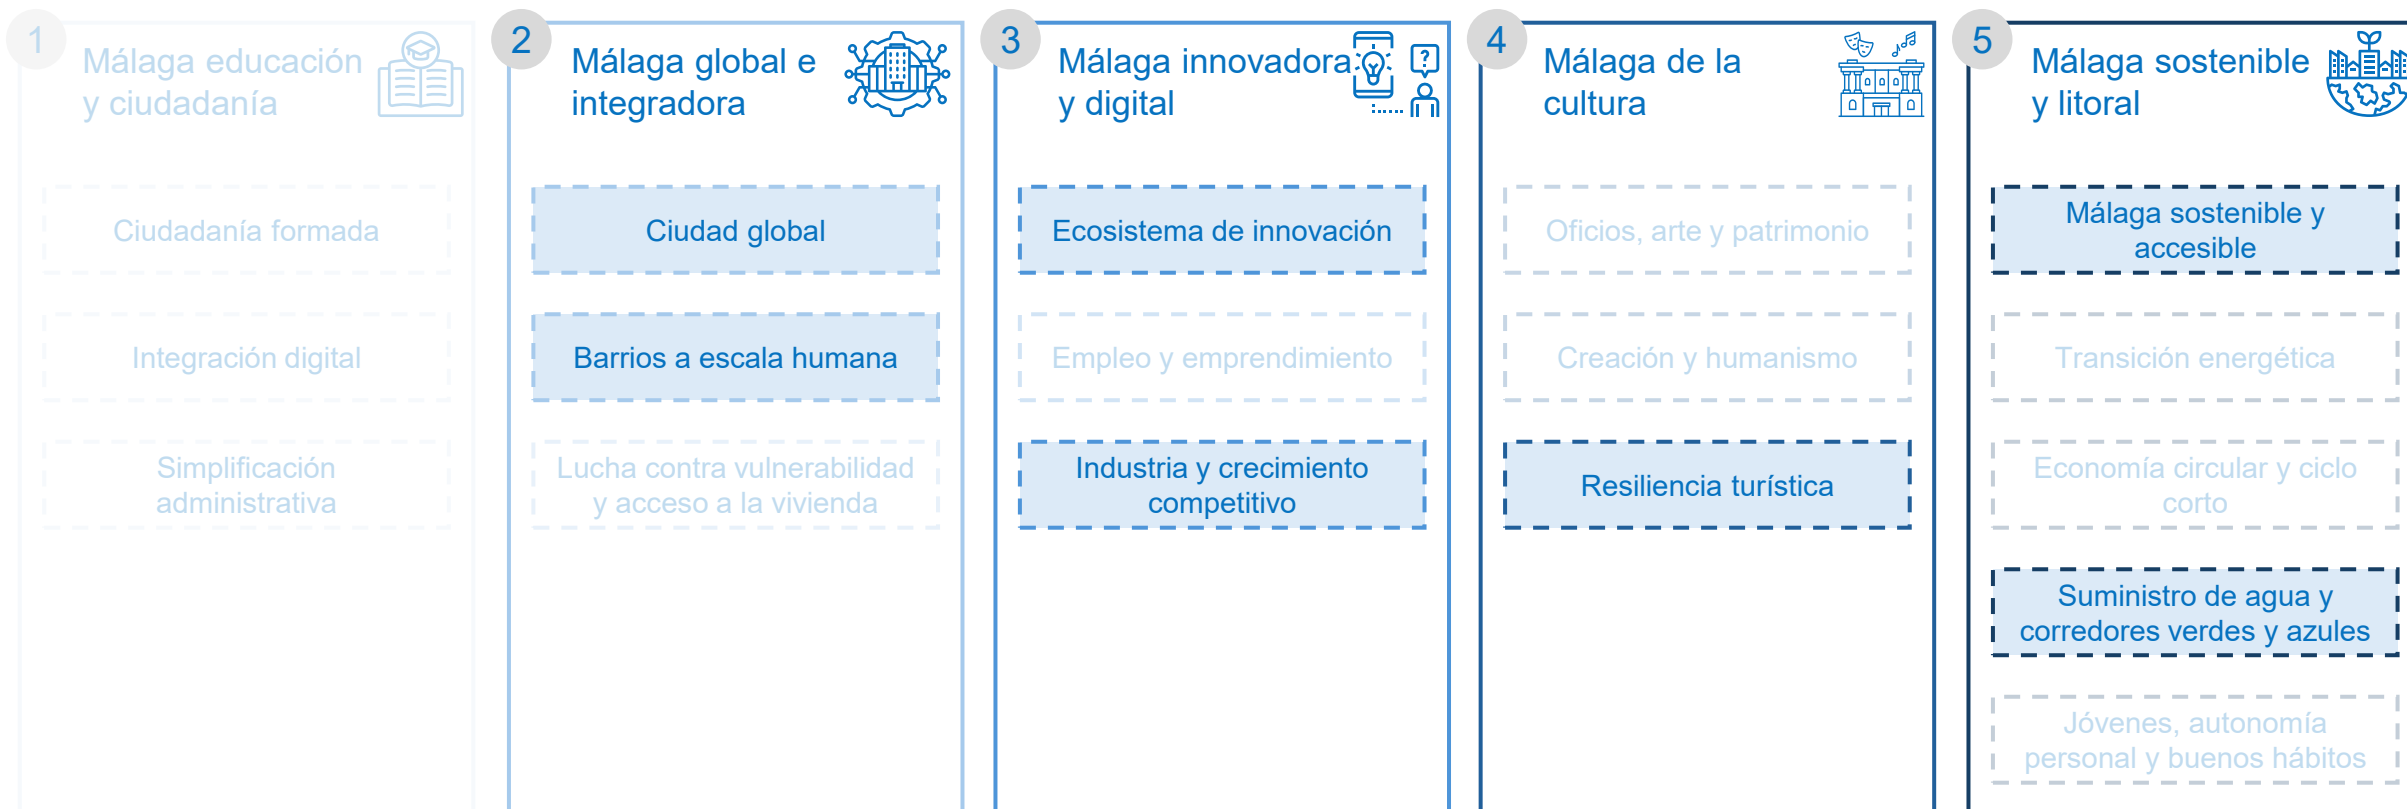 1
Málaga educación
y ciudadanía
Ciudadanía formada
Integración digital
Simplificación
administrativa
2
Málaga global e
integradora
Ciudad global
Barrios a escala humana
Lucha contra vulnerabilidad
y acceso a la vivienda
3
Málaga innovadora
y digital
?
Ecosistema de innovación
Empleo y emprendimiento
Industria y crecimiento
competitivo
4
Málaga de la
cultura
Oficios, arte y patrimonio
Creación y humanismo
Resiliencia turística
5
Málaga sostenible
y litoral
Málaga sostenible y
accesible
Transición energética
Economía circular y ciclo
corto
Suministro de agua y
corredores verdes y azules
Jóvenes, autonomía
personal y buenos hábitos